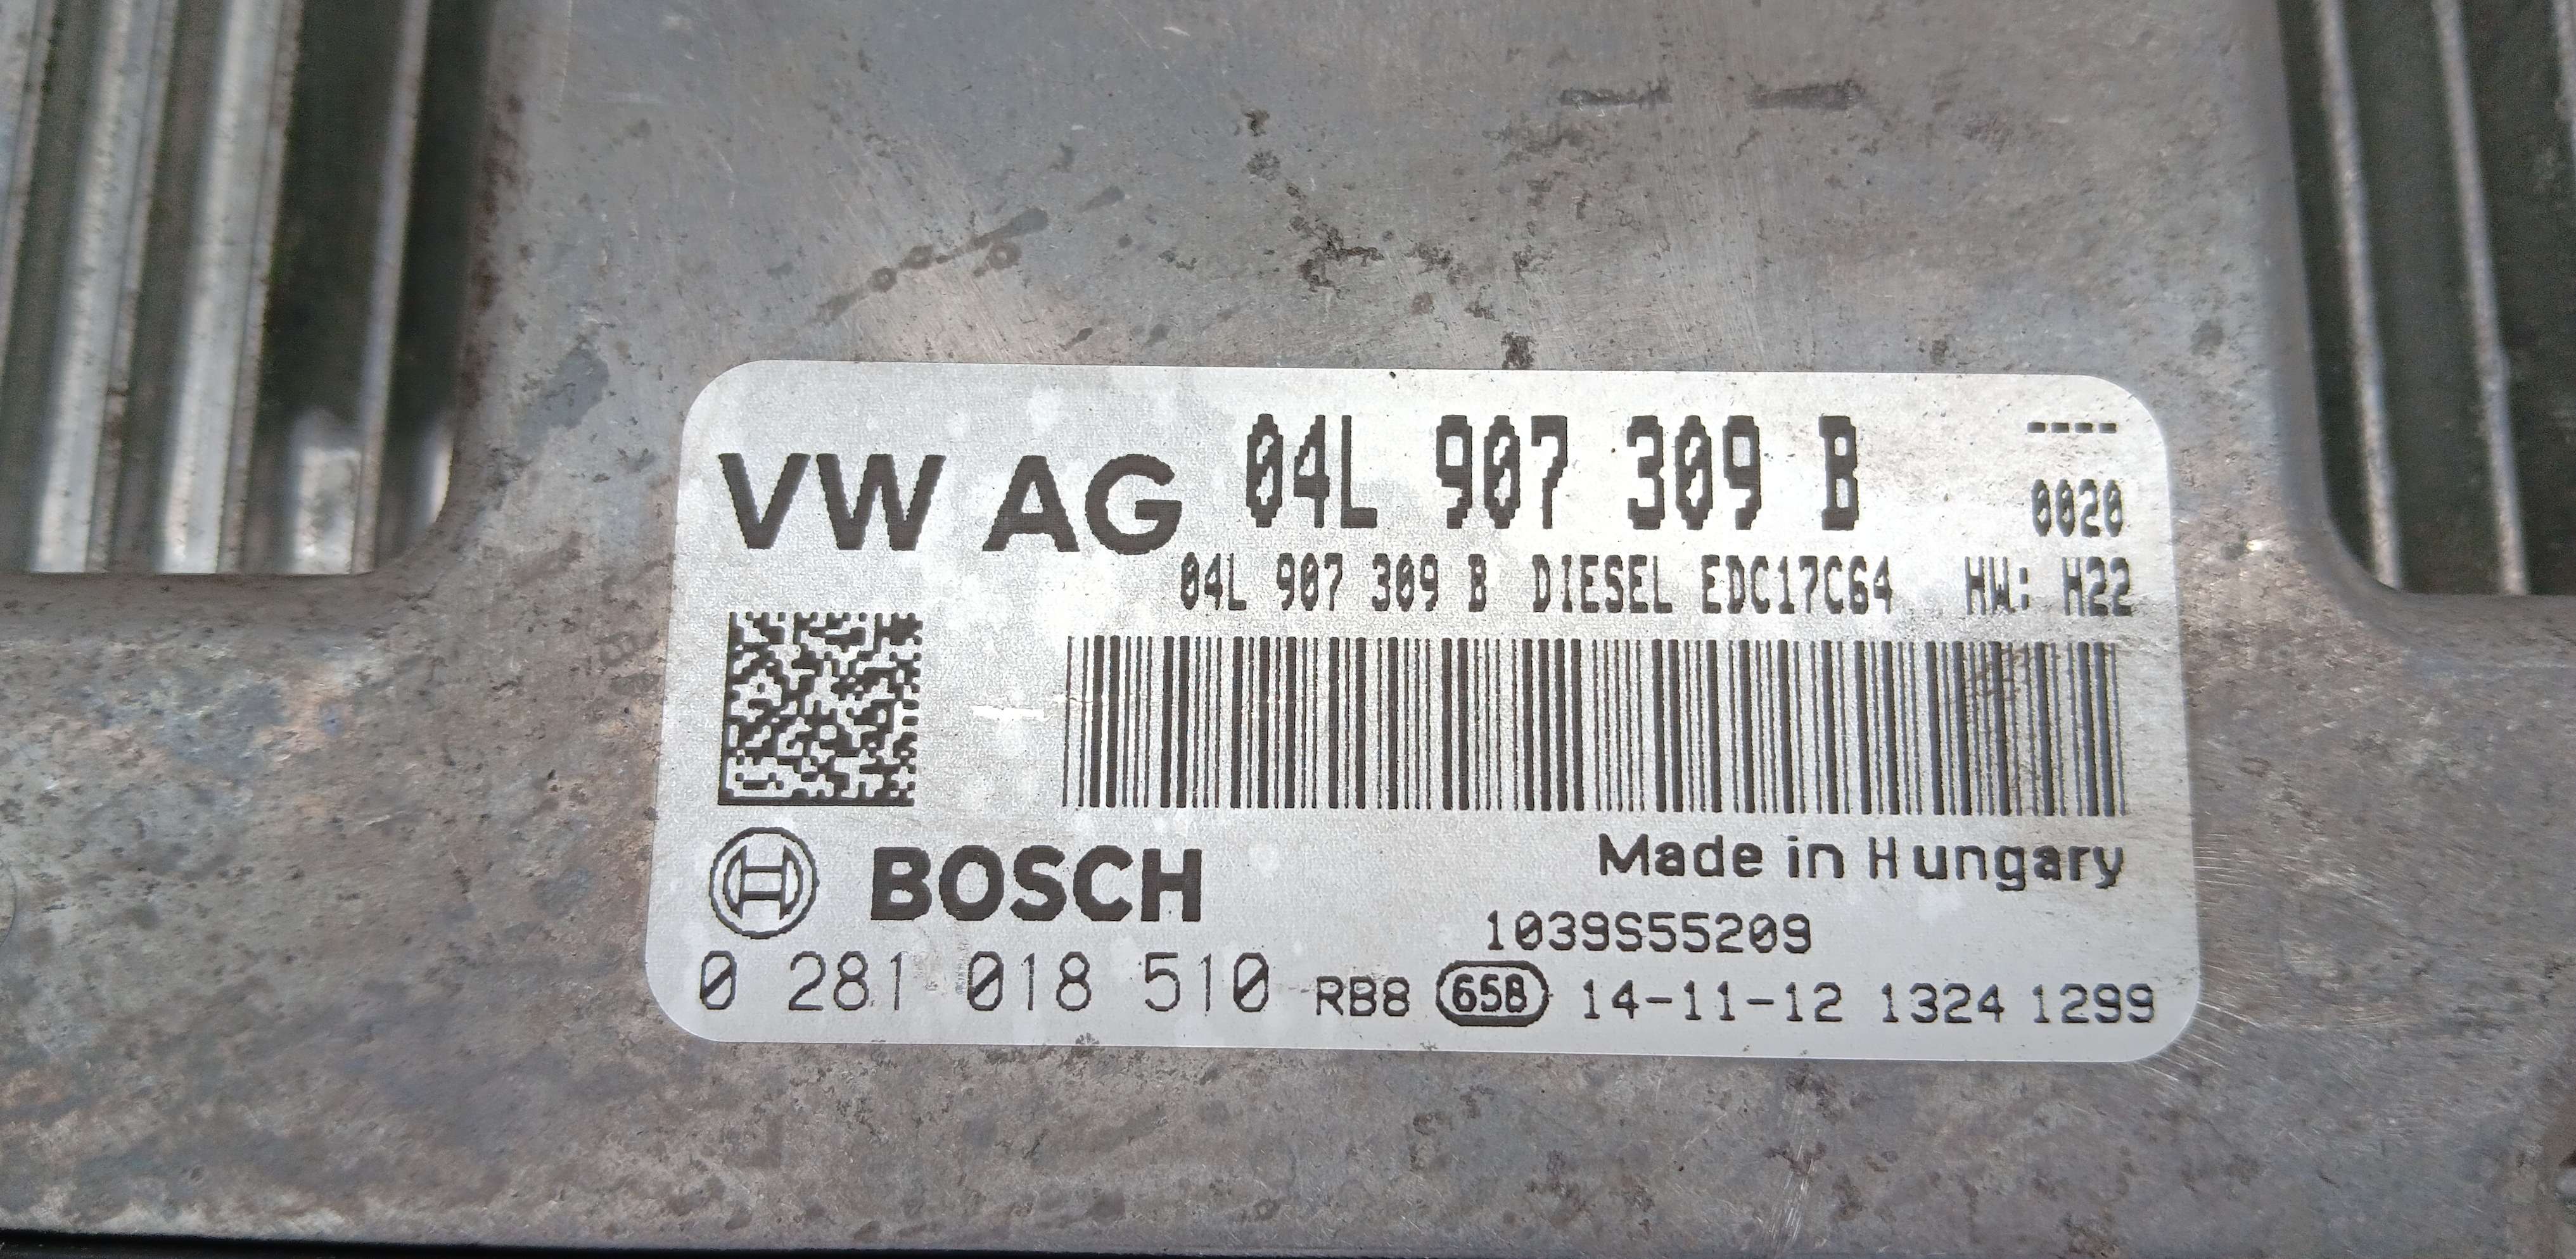 VW AG 04L 907 309 B ----
0020
04L 907 309 B DIESEL EDC17C64 HW: H22
Made in Hungary
BOSCH
1039S55209
0 281 018 510 RB8 65B 14-11-12 1324 1299